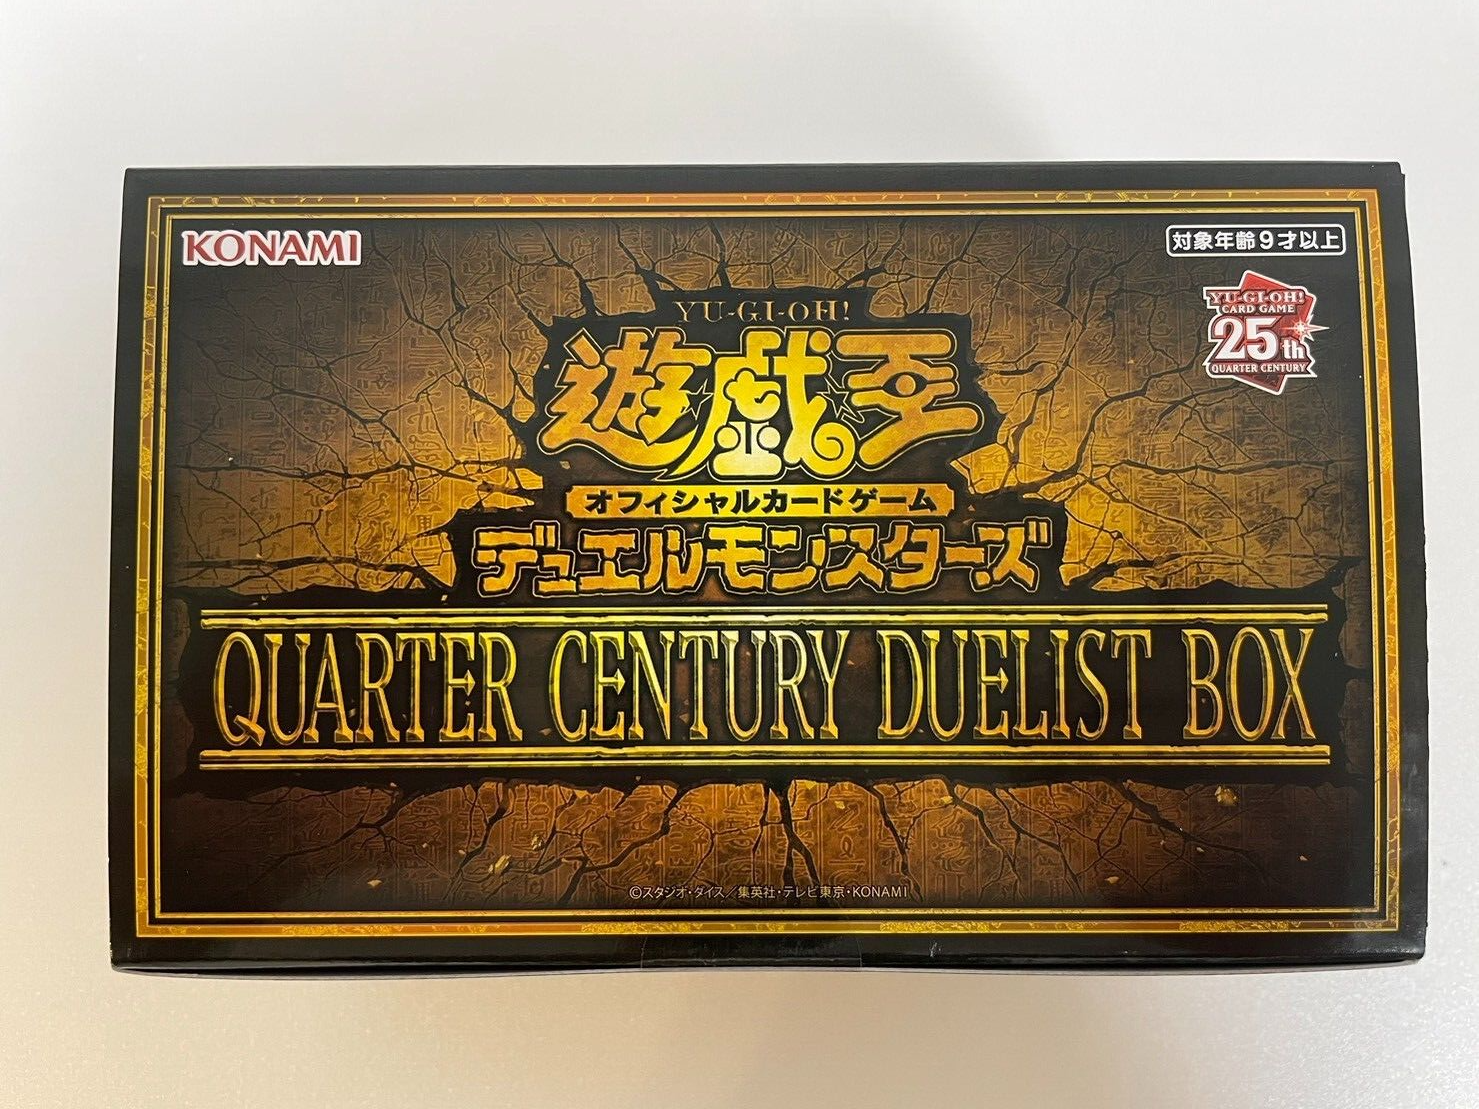 KONAMI
対象年齢9才以上
YU-GI-OH!
CARD GAME
25th
QUARTER CENTURY
YU-GI-OH!
遊戯王
オフィシャルカードゲーム
デュエルモンスターズ
QUARTER CENTURY DUELIST BOX
©スタジオ・ダイス／集英社・テレビ東京・KONAMI